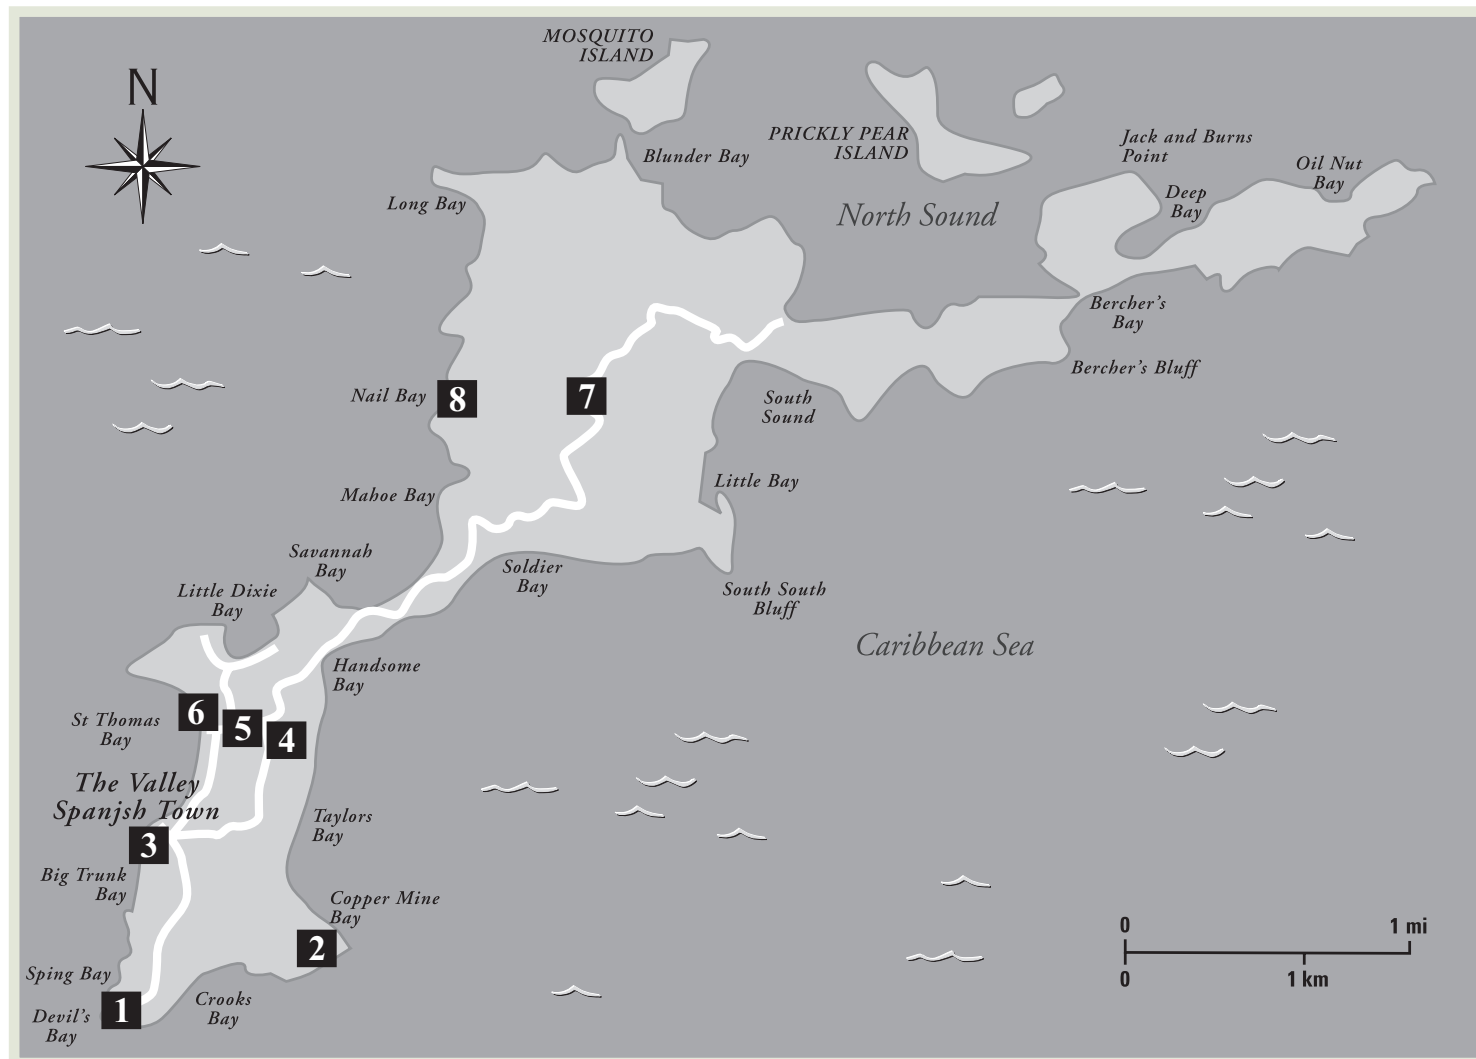 MOSQUITO
ISLAND
N
PRICKLY PEAR
ISLAND
Blunder Bay
Jack and Burns
Point
Oil Nut
Bay
Deep
Bay
Long Bay
North Sound
Bercher's
Bay
Bercher's Bluff
Nail Bay
8
7
South
Sound
Little Bay
Mahoe Bay
Savannah
Bay
Soldier
Bay
South South
Bluff
Little Dixie
Bay
Caribbean Sea
Handsome
Bay
6
5
4
St Thomas
Bay
The Valley
Spanjsh Town
3
Taylors
Bay
Big Trunk
Bay
Copper Mine
Bay
2
Sping Bay
1
Devil's
Bay
Crooks
Bay
0
1 mi
0
1 km